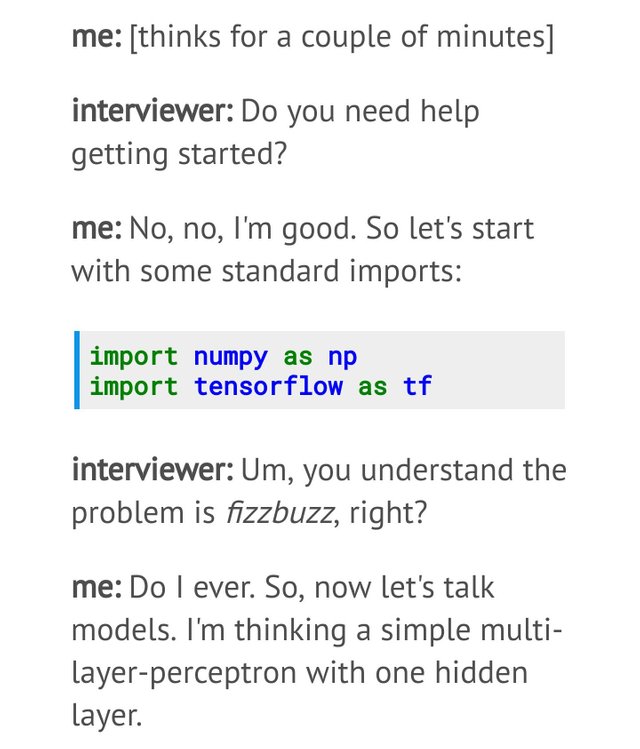 me: [thinks for a couple of minutes]
interviewer: Do you need help
getting started?
me: No, no, I'm good. So let's start
with some standard imports:
import numpy as np
import tensorflow as tf
interviewer: Um, you understand the
problem is fizzbuzz, right?
me: Do I ever. So, now let's talk
models. I'm thinking a simple multi-
layer-perceptron with one hidden
layer.